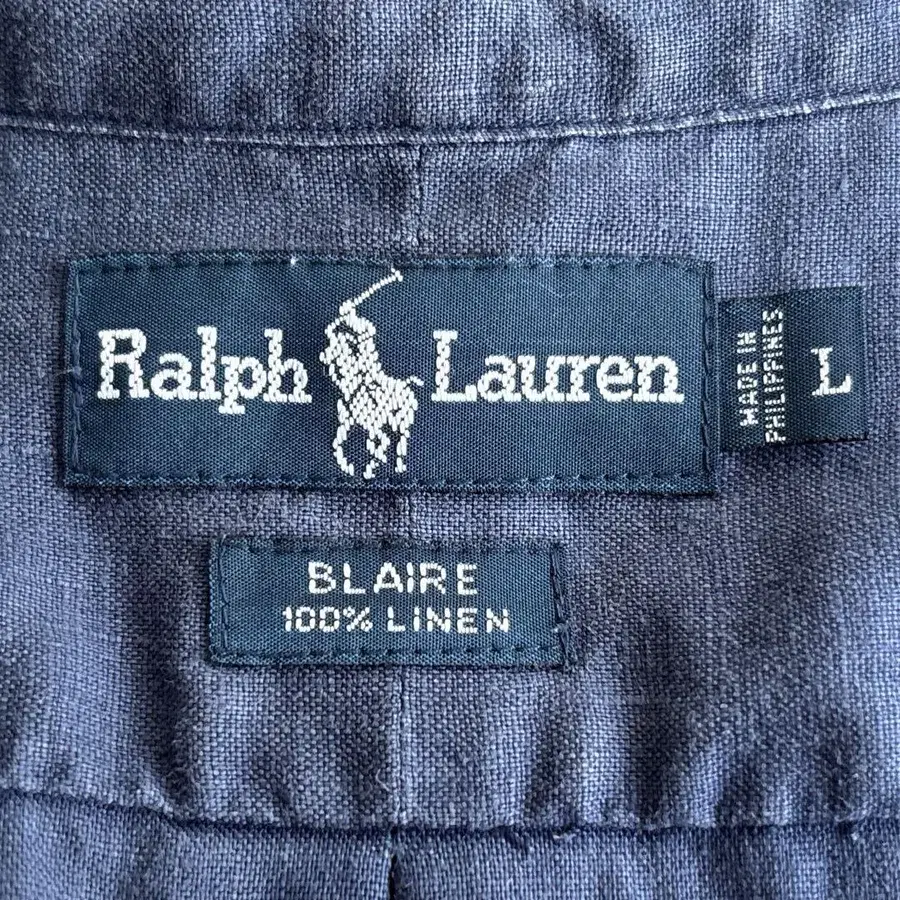 Ralph Lauren
MADE IN
PHILIPPINES
L
BLAIRE
100% LINEN